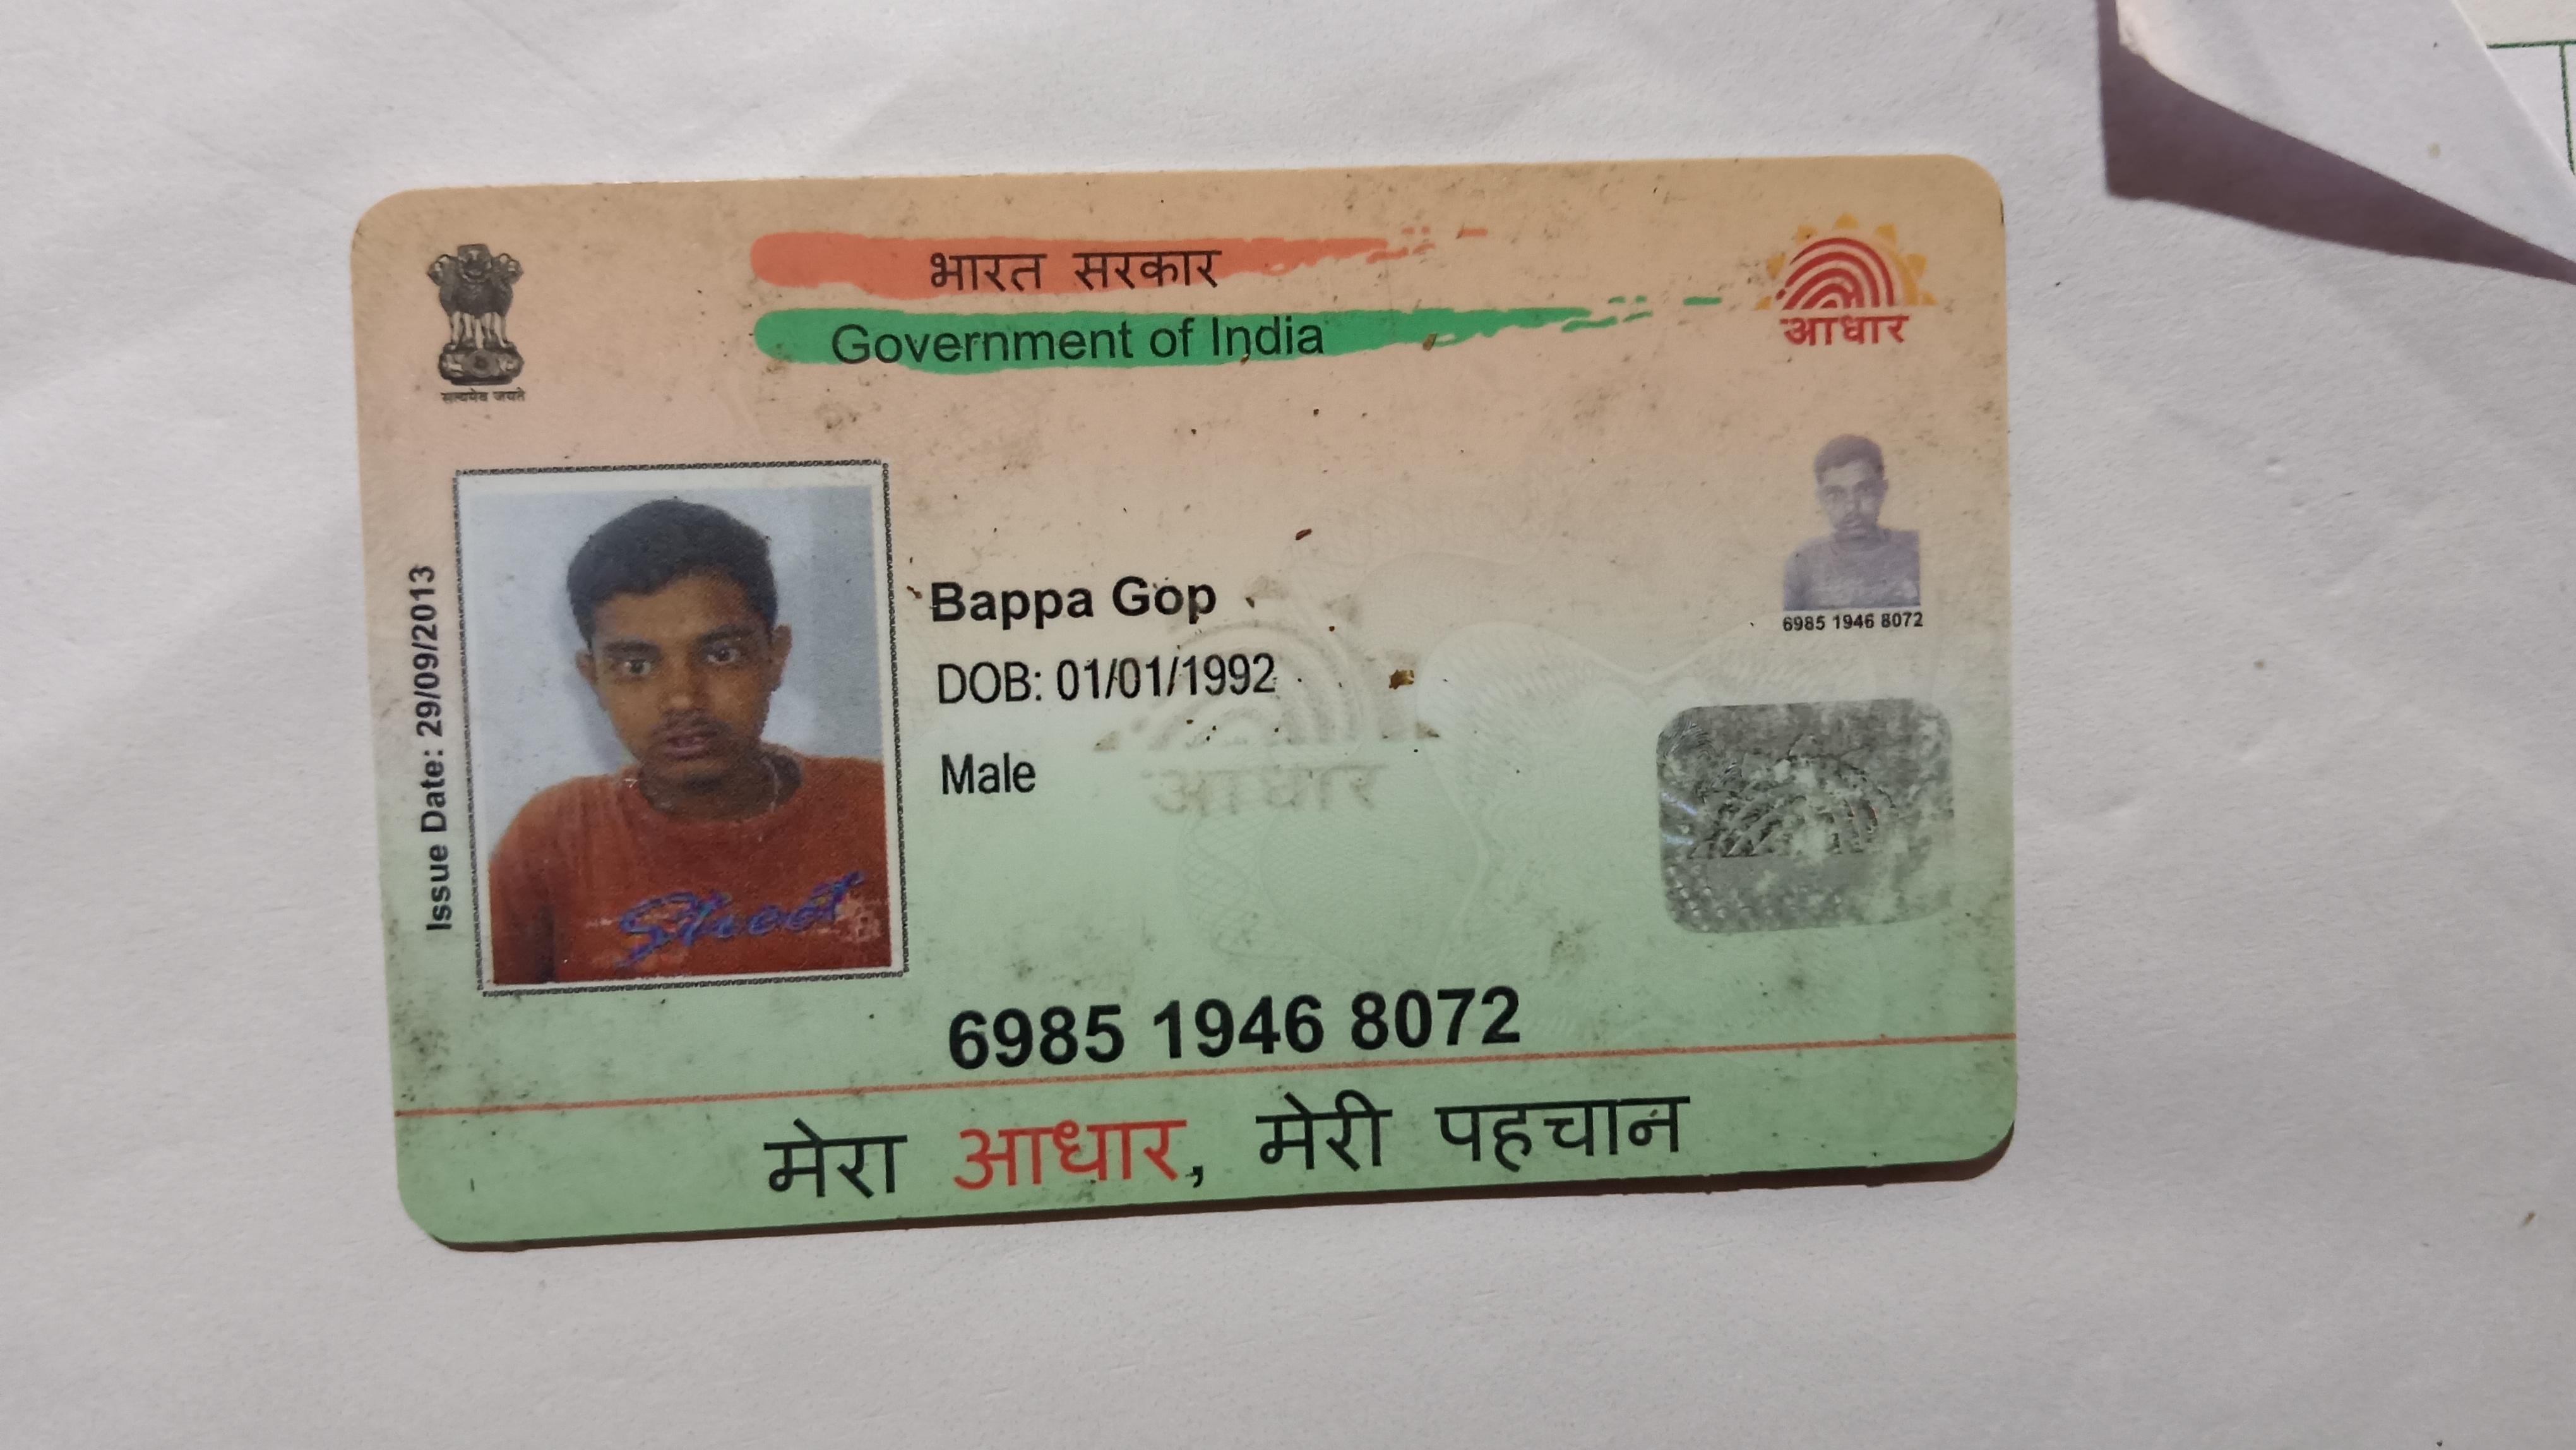 भारत सरकार
Government of India
आधार
सत्यमेव जयते
Issue Date: 29/09/2013
Bappa Gop
DOB: 01/01/1992
Male
आधार
6985 1946 8072
6985 1946 8072
मेरा आधार, मेरी पहचान